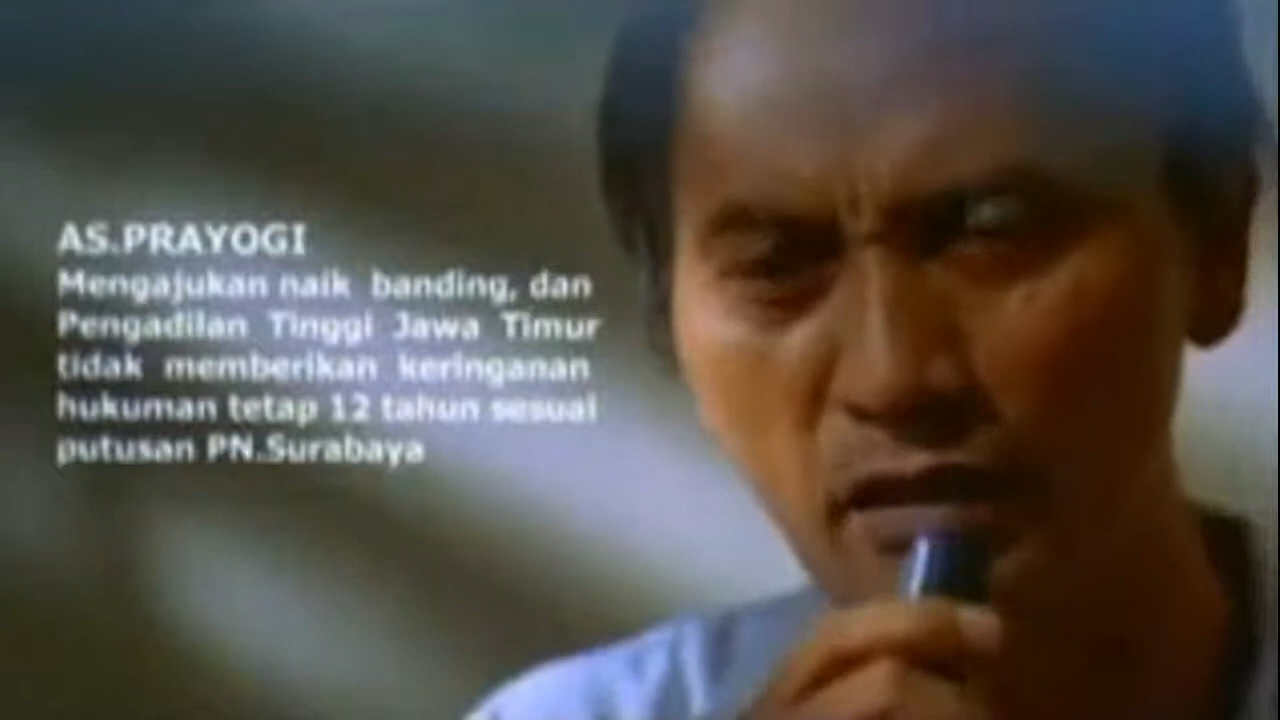 AS.PRAYOGI
Mengajukan naik banding, dan
Pengadilan Tinggi Jawa Timur
tidak memberikan keringanan
hukuman tetap 12 tahun sesuai
putusan PN.Surabaya